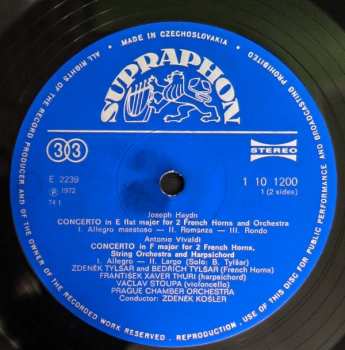 MADE IN CZECHOSLOVAKIA
ALL RIGHTS OF THE RECORD PRODUCER AND OF THE OWNER OF THE RECORDED WORK RESERVED . REPRODUCTION . USE OF THIS DISC FOR PUBLIC PERFORMANCE AND BROADCASTING PROHIBITED
SUPRAPHON
33
STEREO
E 2239
℗ 1972
74 1
1 10 1200
1 (2 sides)
Joseph Haydn
CONCERTO in E flat major for 2 French Horns and Orchestra
I. Allegro maestoso — II. Romanze — III. Rondo
Antonio Vivaldi
CONCERTO in F major for 2 French Horns,
String Orchestra and Harpsichord
I. Allegro — II. Largo (Solo: B. Tylšar)
ZDENĚK TYLŠAR and BEDŘICH TYLŠAR (French Horns)
FRANTIŠEK XAVER THURI (harpsichord)
VÁCLAV STOUPA (violoncello)
PRAGUE CHAMBER ORCHESTRA
Conductor: ZDENĚK KOŠLER